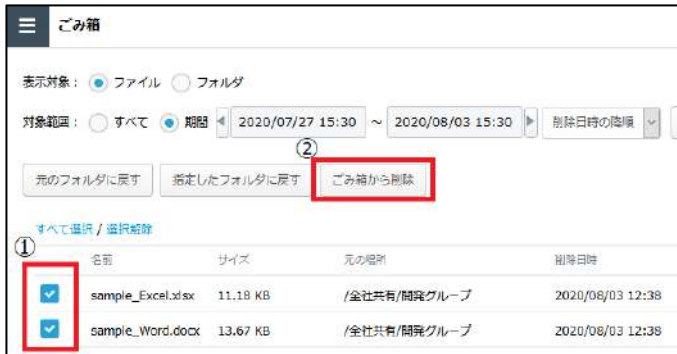 ごみ箱
表示対象： ファイル フォルダ
対象範囲： すべて 期間 2020/07/27 15:30 ～ 2020/08/03 15:30 削除日時の降順
②
元のフォルダに戻す 指定したフォルダに戻す ごみ箱から削除
すべて選択 / 選択解除
①
名前 サイズ 元の場所 削除日時
sample_Excel.xlsx 11.18 KB /全社共有/開発グループ 2020/08/03 12:38
sample_Word.docx 13.67 KB /全社共有/開発グループ 2020/08/03 12:38